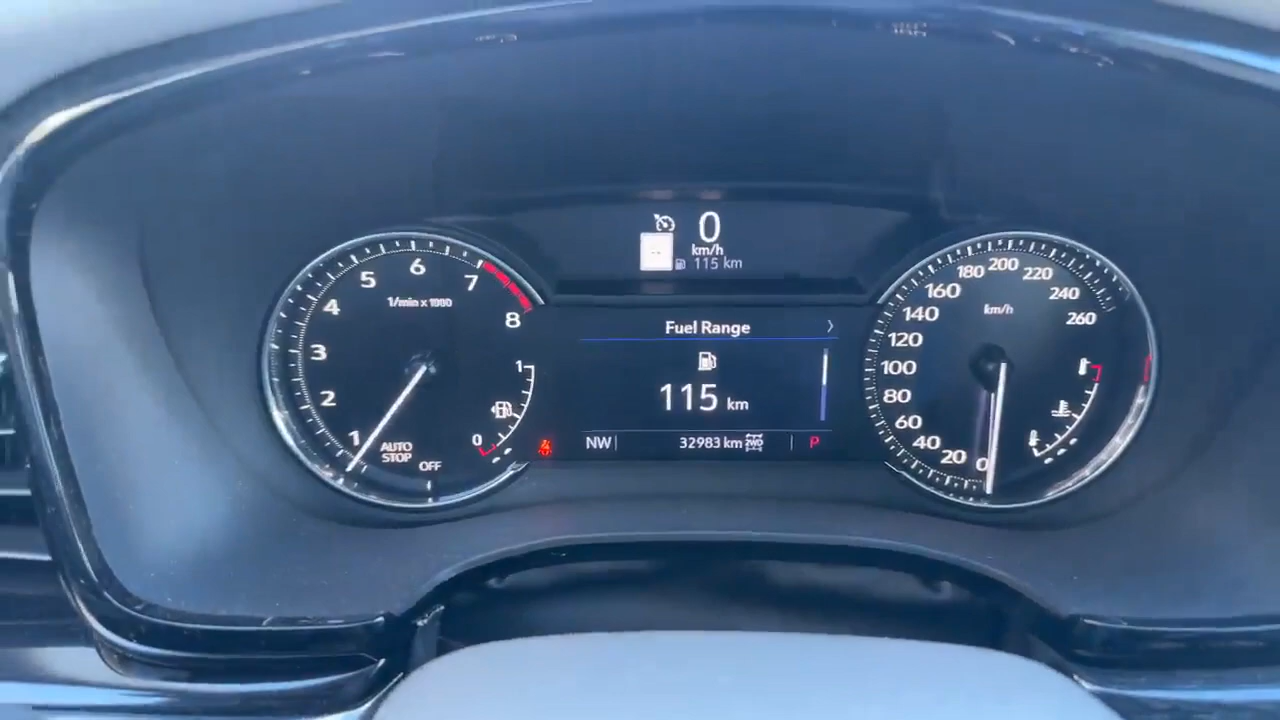 0
km/h
115 km
1
2
3
4
5
6
7
8
1/min x 1000
AUTO
STOP
OFF
1
0
Fuel Range
115 km
NW
32983 km
P
0
20
40
60
80
100
120
140
160
180
200
220
240
260
km/h